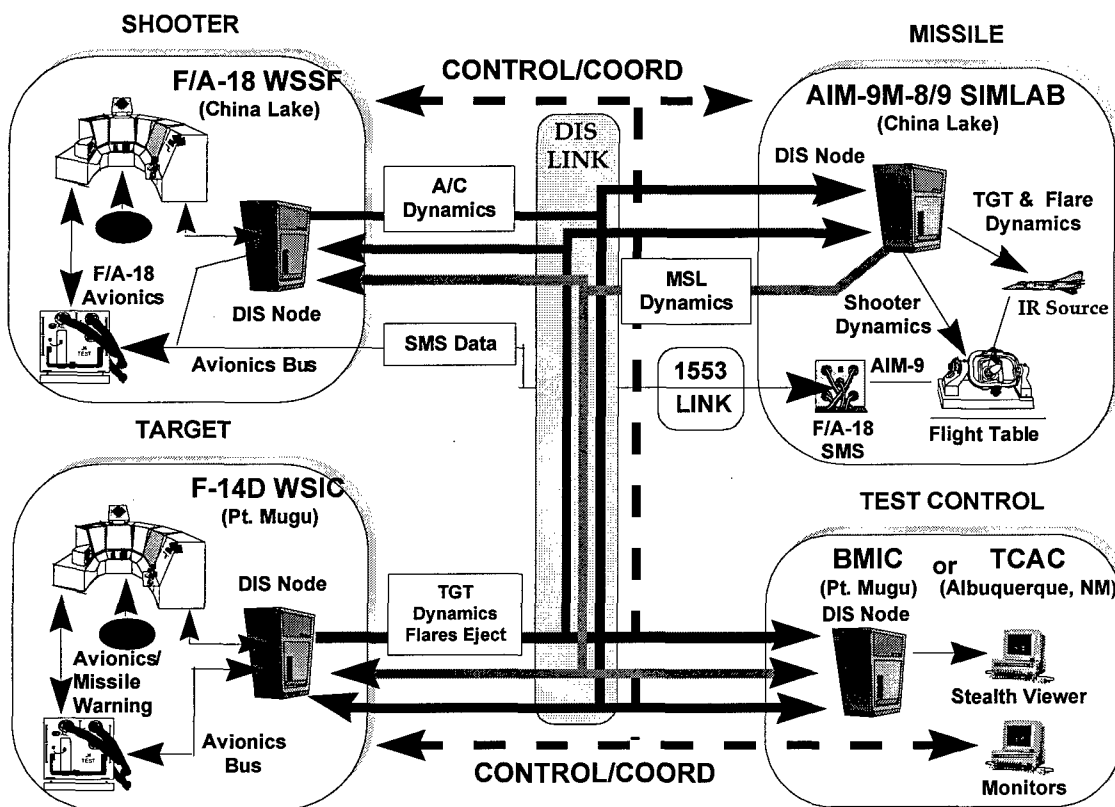 SHOOTER
F/A-18 WSSF
(China Lake)
F/A-18
Avionics
DIS Node
Avionics Bus
CONTROL/COORD
DIS
LINK
A/C
Dynamics
MSL
Dynamics
SMS Data
1553
LINK
MISSILE
AIM-9M-8/9 SIMLAB
(China Lake)
DIS Node
TGT & Flare
Dynamics
IR Source
Shooter
Dynamics
AIM-9
F/A-18
SMS
Flight Table
TARGET
F-14D WSIC
(Pt. Mugu)
DIS Node
Avionics/
Missile
Warning
Avionics
Bus
TGT
Dynamics
Flares Eject
CONTROL/COORD
TEST CONTROL
BMIC or TCAC
(Pt. Mugu) (Albuquerque, NM)
DIS Node
Stealth Viewer
Monitors